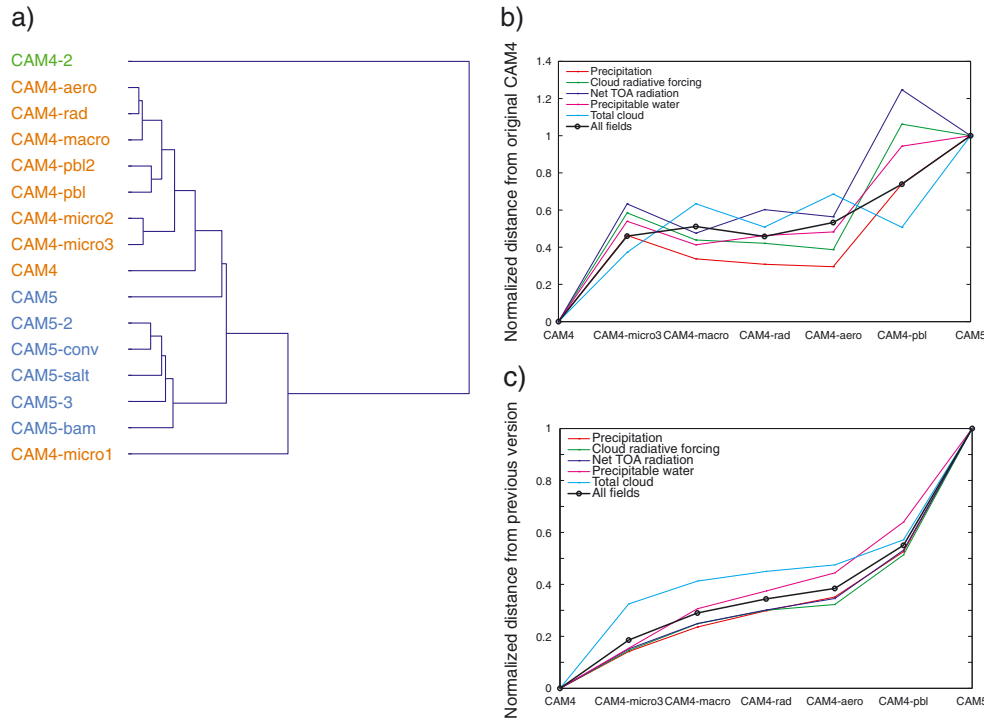 a)
CAM4-2
CAM4-aero
CAM4-rad
CAM4-macro
CAM4-pbl2
CAM4-pbl
CAM4-micro2
CAM4-micro3
CAM4
CAM5
CAM5-2
CAM5-conv
CAM5-salt
CAM5-3
CAM5-bam
CAM4-micro1
b)
Normalized distance from original CAM4
1.4
1.2
1
0.8
0.6
0.4
0.2
0
Precipitation
Cloud radiative forcing
Net TOA radiation
Precipitable water
Total cloud
All fields
CAM4 CAM4-micro3 CAM4-macro CAM4-rad CAM4-aero CAM4-pbl CAM5
c)
Normalized distance from previous version
1
0.8
0.6
0.4
0.2
0
Precipitation
Cloud radiative forcing
Net TOA radiation
Precipitable water
Total cloud
All fields
CAM4 CAM4-micro3 CAM4-macro CAM4-rad CAM4-aero CAM4-pbl CAM5